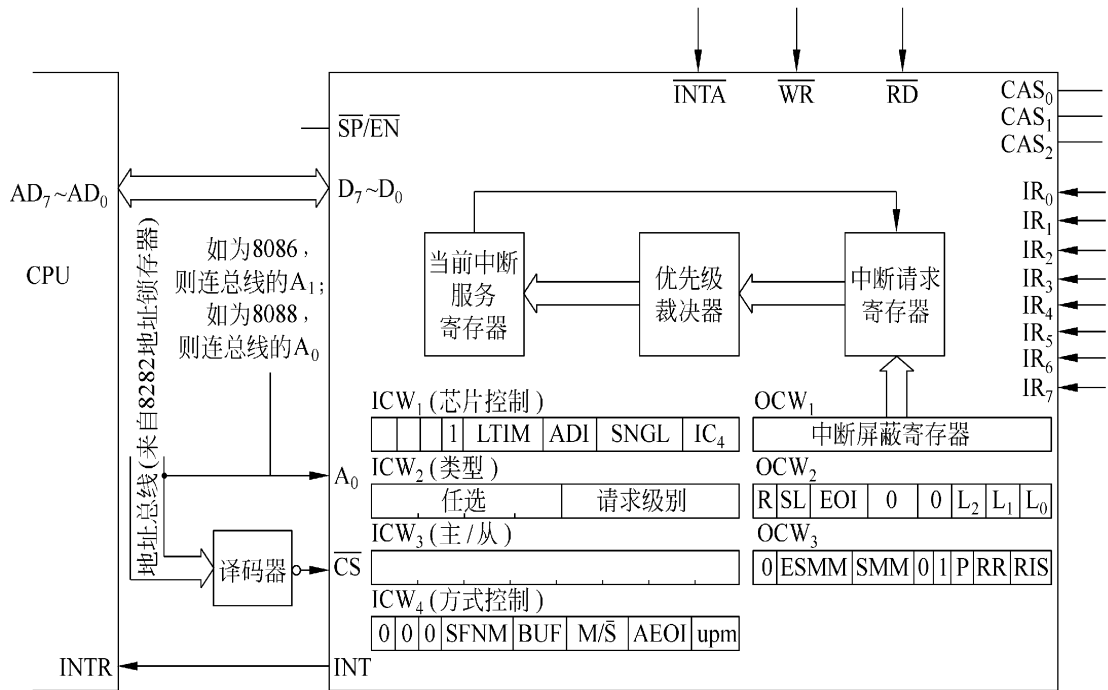 INTA
WR
RD
CAS0
CAS1
CAS2
SP/EN
AD7~AD0
D7~D0
CPU
地址总线(来自8282地址锁存器)
如为8086，
则连总线的A1;
如为8088，
则连总线的A0
当前中断
服务
寄存器
优先级
裁决器
中断请求
寄存器
IR0
IR1
IR2
IR3
IR4
IR5
IR6
IR7
ICW1(芯片控制)
1 LTIM ADI SNGL IC4
OCW1
中断屏蔽寄存器
A0
ICW2(类型)
任选 请求级别
OCW2
R SL EOI 0 0 L2 L1 L0
ICW3(主/从)
OCW3
0 ESMM SMM 0 1 P RR RIS
译码器
CS
ICW4(方式控制)
0 0 0 SFNM BUF M/S AEOI upm
INTR
INT